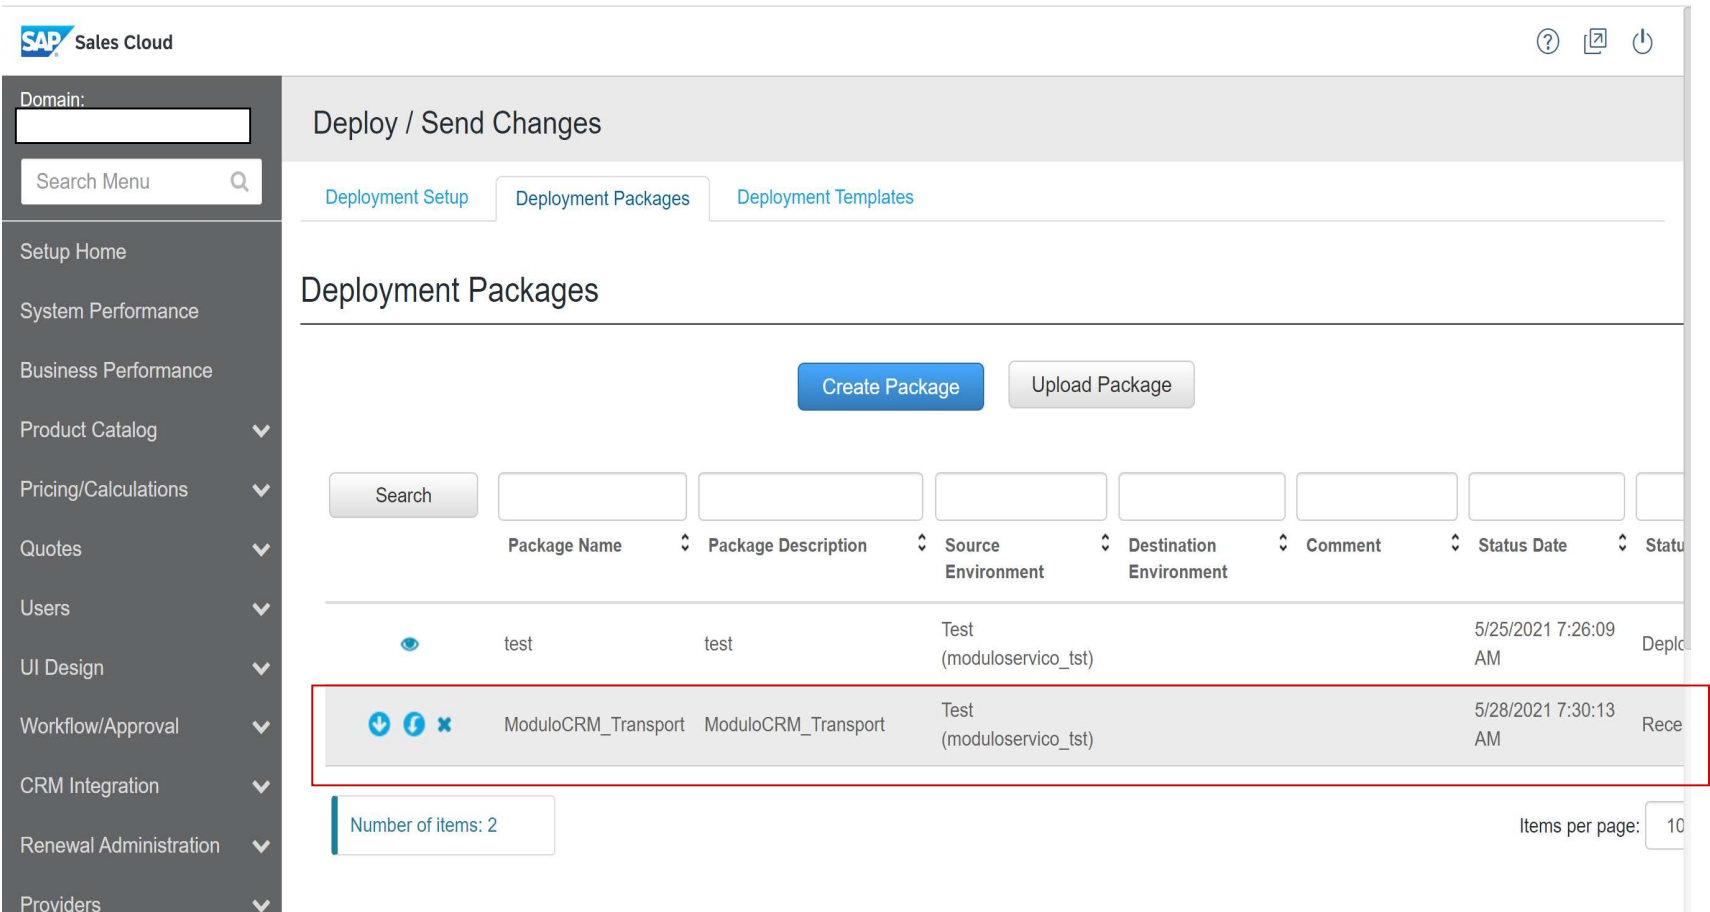 SAP Sales Cloud
Domain:
Search Menu
Setup Home
System Performance
Business Performance
Product Catalog
Pricing/Calculations
Quotes
Users
UI Design
Workflow/Approval
CRM Integration
Renewal Administration
Providers
Deploy / Send Changes
Deployment Setup
Deployment Packages
Deployment Templates
Deployment Packages
Create Package
Upload Package
Search
Package Name
Package Description
Source
Environment
Destination
Environment
Comment
Status Date
Statu
test
test
Test
(moduloservico_tst)
5/25/2021 7:26:09
AM
Deplo
ModuloCRM_Transport
ModuloCRM_Transport
Test
(moduloservico_tst)
5/28/2021 7:30:13
AM
Rece
Number of items: 2
Items per page:
10